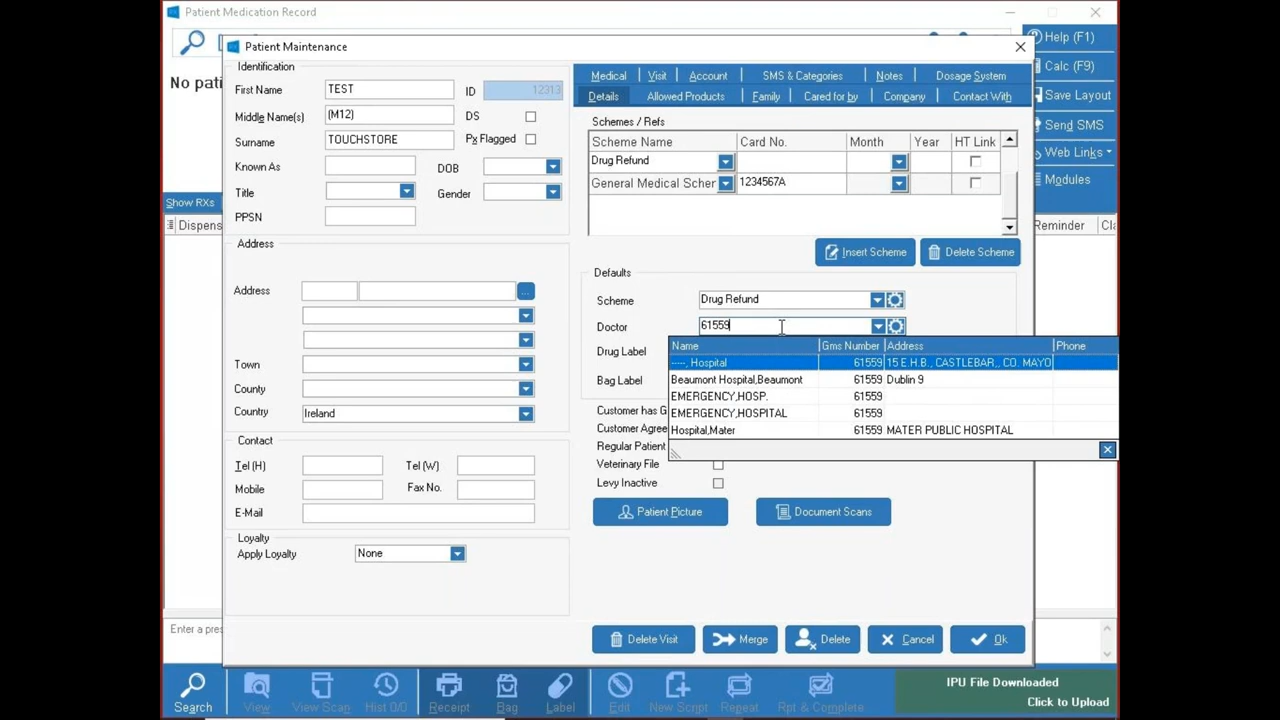 Patient Medication Record
Help (F1)
Calc (F9)
Save Layout
Send SMS
Web Links
Modules
No pati
Show RXs
Dispens
Reminder
Cla
Enter a pres
Patient Maintenance
Identification
First Name TEST ID 12313
Middle Name(s) (M12) DS
Surname TOUCHSTORE Px Flagged
Known As DOB
Title Gender
PPSN
Address
Address ...
Town
County
Country Ireland
Contact
Tel (H) Tel (W)
Mobile Fax No.
E-Mail
Loyalty
Apply Loyalty None
Medical Visit Account SMS & Categories Notes Dosage System
Details Allowed Products Family Cared for by Company Contact With
Schemes / Refs
Scheme Name Card No. Month Year HT Link
Drug Refund
General Medical Scher 1234567A
Insert Scheme Delete Scheme
Defaults
Scheme Drug Refund
Doctor 61559
Drug Label
Bag Label
Name Gms Number Address Phone
----, Hospital 61559 15 E.H.B., CASTLEBAR,, CO. MAYO
Beaumont Hospital,Beaumont 61559 Dublin 9
EMERGENCY,HOSP. 61559
EMERGENCY,HOSPITAL 61559
Hospital,Mater 61559 MATER PUBLIC HOSPITAL
Customer has G
Customer Agree
Regular Patient
Veterinary File
Levy Inactive
Patient Picture Document Scans
Delete Visit Merge Delete Cancel Ok
Search View View Scan Hist 0/0 Receipt Bag Label Edit New Script Repeat Rpt & Complete
IPU File Downloaded
Click to Upload